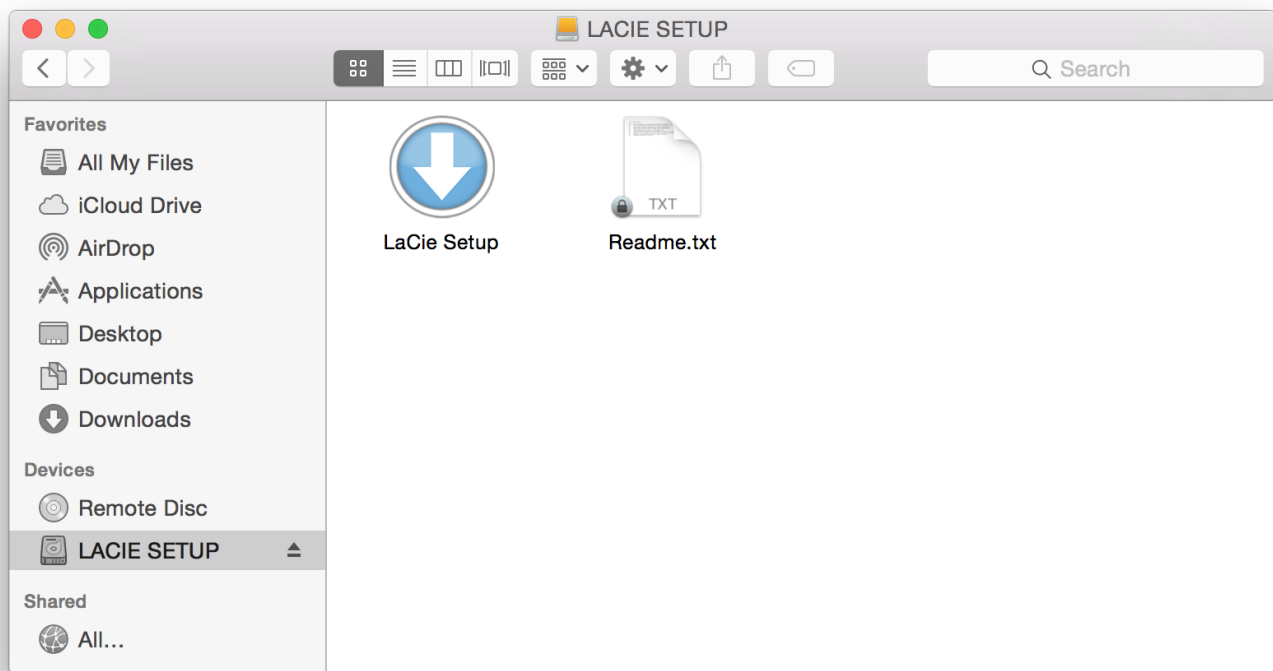 LACIE SETUP
Search
Favorites
All My Files
iCloud Drive
AirDrop
Applications
Desktop
Documents
Downloads
Devices
Remote Disc
LACIE SETUP
Shared
All...
TXT
LaCie Setup
Readme.txt